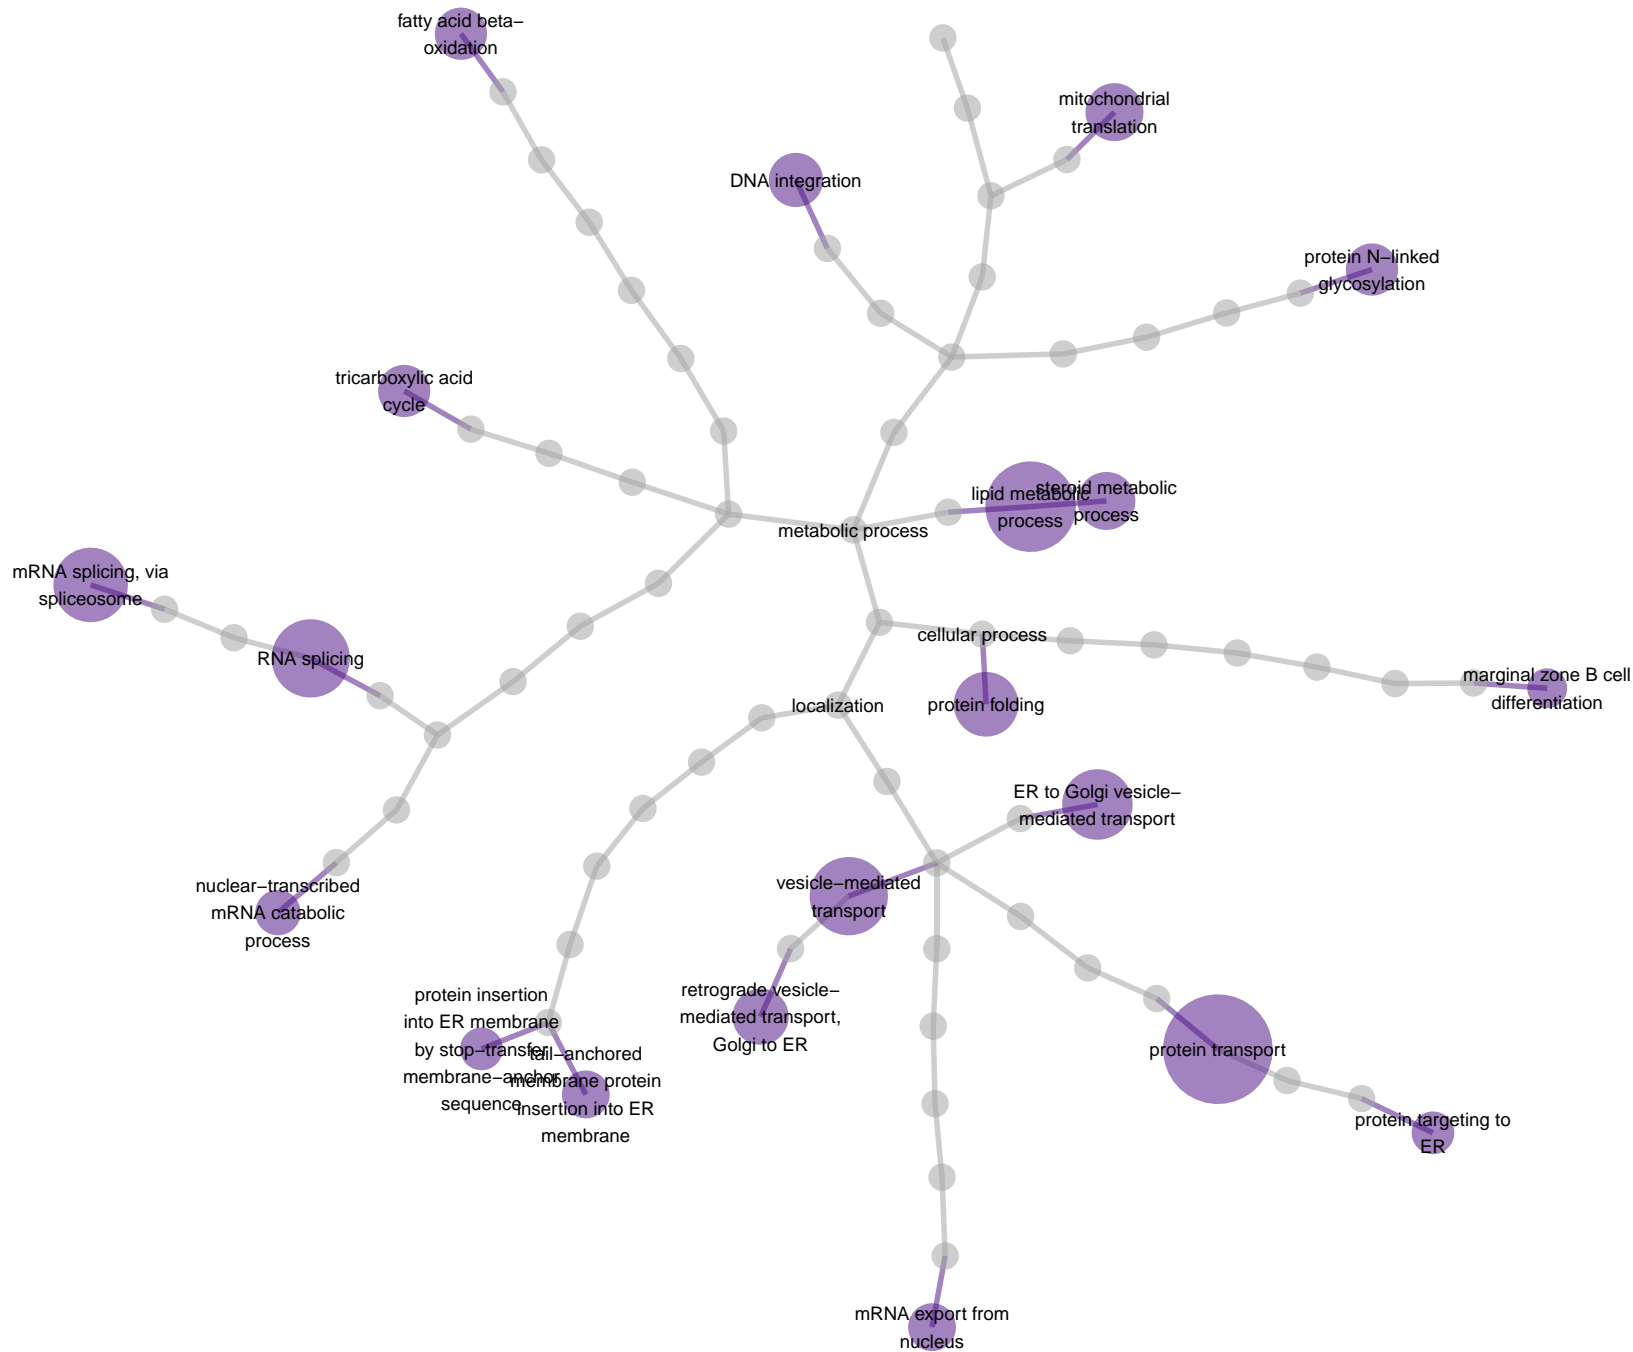 fatty acid beta–
oxidation
mitochondrial
translation
DNA integration
protein N–linked
glycosylation
tricarboxylic acid
cycle
lipid metabolic
process
steroid metabolic
process
metabolic process
mRNA splicing, via
spliceosome
RNA splicing
cellular process
marginal zone B cell
differentiation
localization
protein folding
ER to Golgi vesicle–
mediated transport
nuclear–transcribed
mRNA catabolic
process
vesicle–mediated
transport
retrograde vesicle–
mediated transport,
Golgi to ER
protein insertion
into ER membrane
by stop–transfer
membrane–anchor
sequence
tail–anchored
membrane protein
insertion into ER
membrane
protein transport
protein targeting to
ER
mRNA export from
nucleus